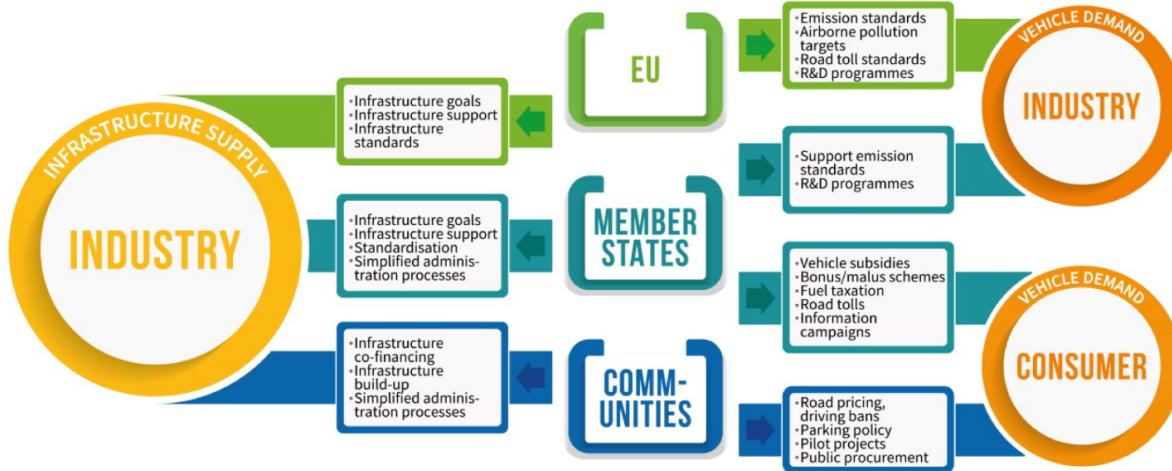 INFRASTRUCTURE SUPPLY
INDUSTRY
•Infrastructure goals
•Infrastructure support
•Infrastructure
standards
•Infrastructure goals
•Infrastructure support
•Standardisation
•Simplified adminis-
tration processes
•Infrastructure
co-financing
•Infrastructure
build-up
•Simplified adminis-
tration processes
EU
MEMBER
STATES
COMM-
UNITIES
•Emission standards
•Airborne pollution
targets
•Road toll standards
•R&D programmes
•Support emission
standards
•R&D programmes
•Vehicle subsidies
•Bonus/malus schemes
•Fuel taxation
•Road tolls
•Information
campaigns
•Road pricing,
driving bans
•Parking policy
•Pilot projects
•Public procurement
VEHICLE DEMAND
INDUSTRY
VEHICLE DEMAND
CONSUMER